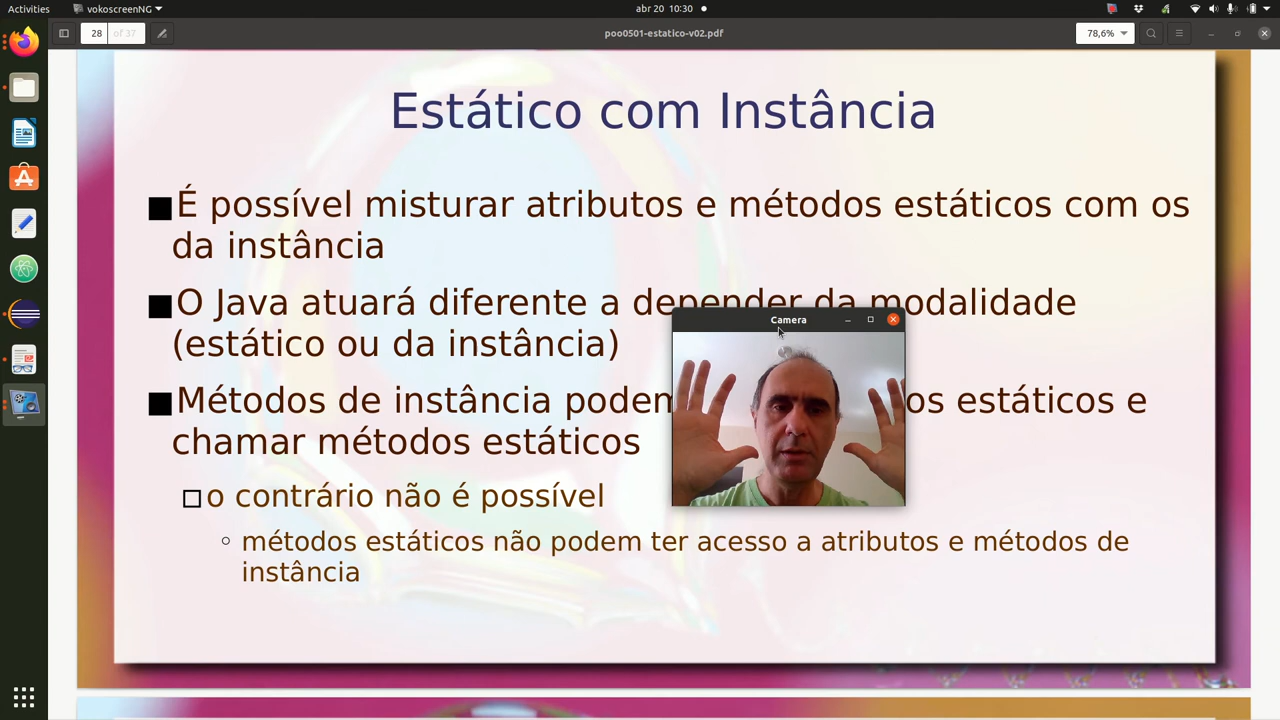 Activities vokoscreenNG abr 20 10:30
28 of 37 poo0501-estatico-v02.pdf 78,6%
Estático com Instância
É possível misturar atributos e métodos estáticos com os
da instância
O Java atuará diferente a depender da modalidade
(estático ou da instância)
Camera
Métodos de instância podem os estáticos e
chamar métodos estáticos
o contrário não é possível
métodos estáticos não podem ter acesso a atributos e métodos de
instância